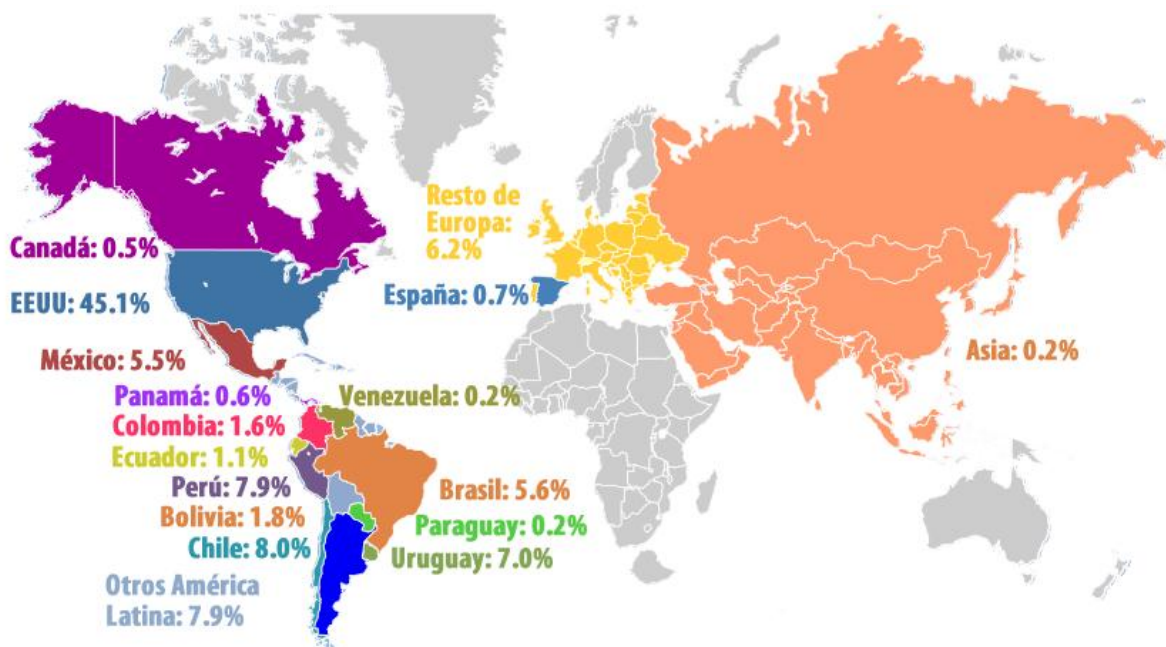 Resto de
Europa:
6.2%
Canadá: 0.5%
EEUU: 45.1%
España: 0.7%
México: 5.5%
Asia: 0.2%
Panamá: 0.6%
Venezuela: 0.2%
Colombia: 1.6%
Ecuador: 1.1%
Perú: 7.9%
Brasil: 5.6%
Bolivia: 1.8%
Paraguay: 0.2%
Chile: 8.0%
Uruguay: 7.0%
Otros América
Latina: 7.9%